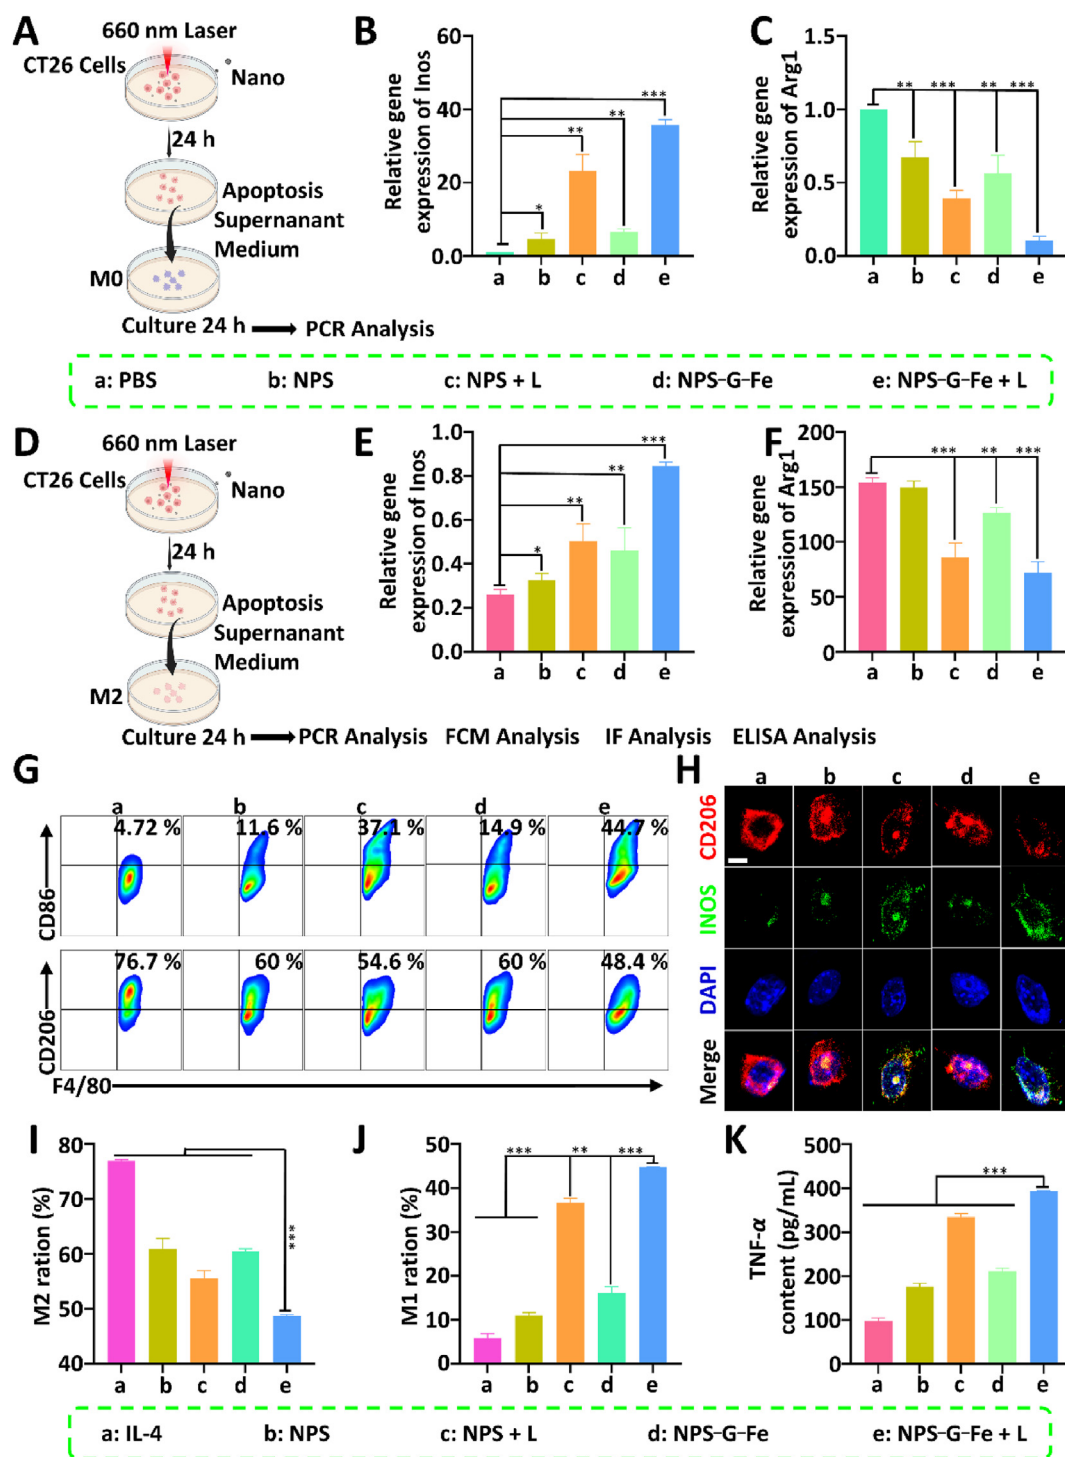 A
660 nm Laser
CT26 Cells
Nano
24 h
Apoptosis
Supernanant
Medium
M0
Culture 24 h
PCR Analysis
B
Relative gene
expression of Inos
60
40
20
0.0
*
**
**
***
a b c d e
C
Relative gene
expression of Arg1
1.5
1.0
0.5
0.0
** *** ** ***
a b c d e
a: PBS b: NPS c: NPS + L d: NPS-G-Fe e: NPS-G-Fe + L
D
660 nm Laser
CT26 Cells
Nano
24 h
Apoptosis
Supernanant
Medium
M2
Culture 24 h
PCR Analysis FCM Analysis IF Analysis ELISA Analysis
E
Relative gene
expression of Inos
1.0
0.8
0.6
0.4
0.2
0.0
*
**
**
***
a b c d e
F
Relative gene
expression of Arg1
200
150
100
50
0
*** ** ***
a b c d e
G
a b c d e
4.72 % 11.6 % 37.1 % 14.9 % 44.7 %
CD86
76.7 % 60 % 54.6 % 60 % 48.4 %
CD206
F4/80
H
a b c d e
CD206
INOS
DAPI
Merge
I
M2 ration (%)
80
70
60
50
40
***
a b c d e
J
M1 ration (%)
50
40
30
20
10
0
*** ** ***
a b c d e
K
TNF-α
content (pg/mL)
500
400
300
200
100
0
***
a b c d e
a: IL-4 b: NPS c: NPS + L d: NPS-G-Fe e: NPS-G-Fe + L